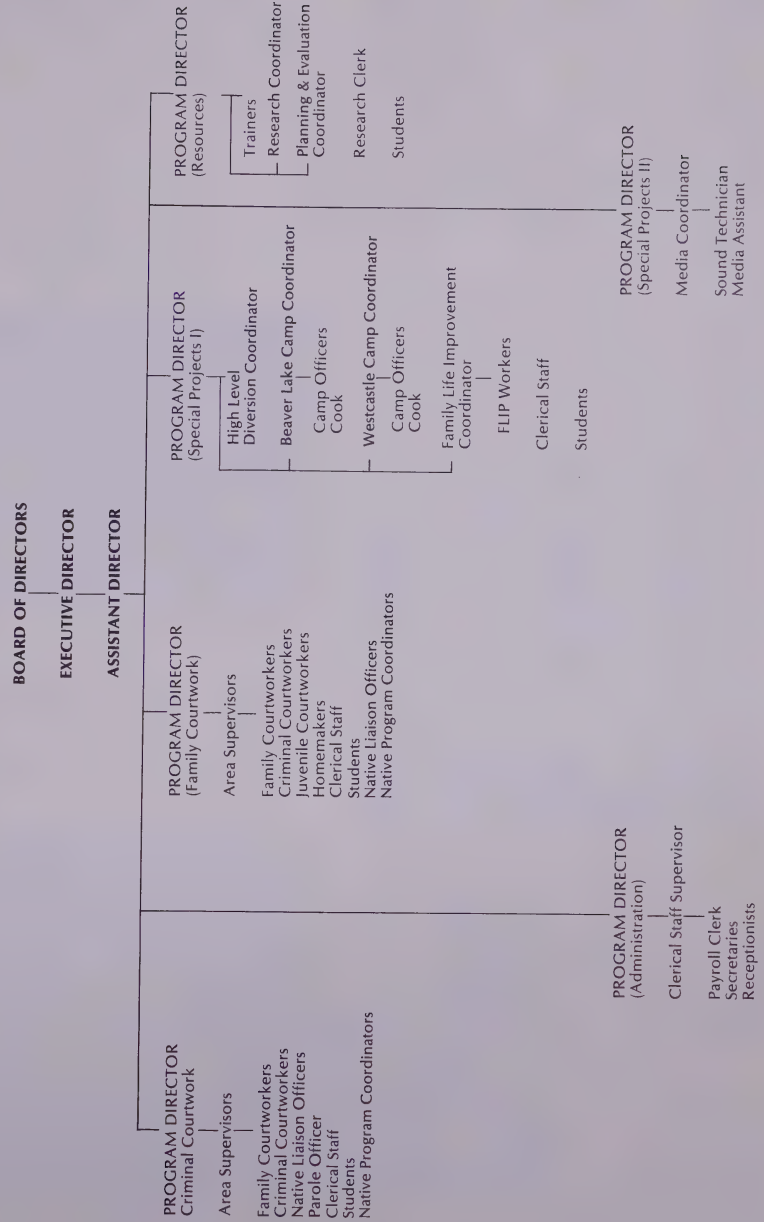 BOARD OF DIRECTORS
EXECUTIVE DIRECTOR
ASSISTANT DIRECTOR
PROGRAM DIRECTOR
Criminal Courtwork
Area Supervisors
Family Courtworkers
Criminal Courtworkers
Native Liaison Officers
Parole Officer
Clerical Staff
Students
Native Program Coordinators
PROGRAM DIRECTOR
(Family Courtwork)
Area Supervisors
Family Courtworkers
Criminal Courtworkers
Juvenile Courtworkers
Homemakers
Clerical Staff
Students
Native Liaison Officers
Native Program Coordinators
PROGRAM DIRECTOR
(Special Projects I)
High Level
Diversion Coordinator
Beaver Lake Camp Coordinator
Camp Officers
Cook
Westcastle Camp Coordinator
Camp Officers
Cook
Family Life Improvement
Coordinator
FLIP Workers
Clerical Staff
Students
PROGRAM DIRECTOR
(Resources)
Trainers
Research Coordinator
Planning & Evaluation
Coordinator
Research Clerk
Students
PROGRAM DIRECTOR
(Administration)
Clerical Staff Supervisor
Payroll Clerk
Secretaries
Receptionists
PROGRAM DIRECTOR
(Special Projects II)
Media Coordinator
Sound Technician
Media Assistant